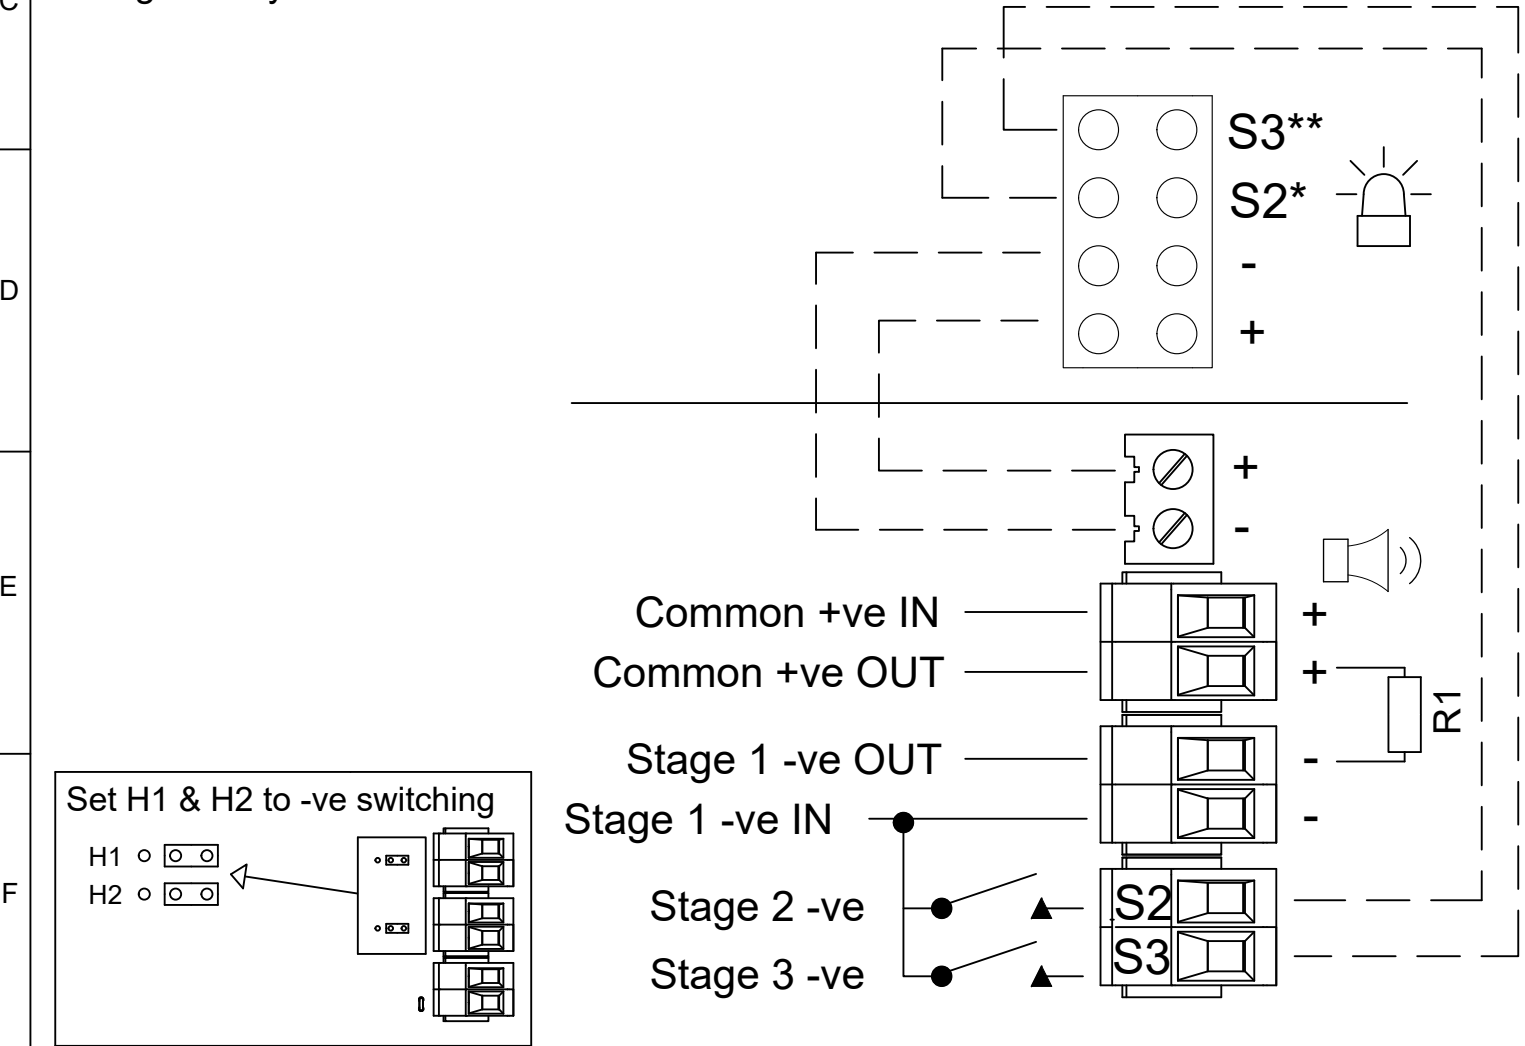 C
D
E
F
S3**
S2*
-
+
+
-
Common +ve IN
+
Common +ve OUT
+
R1
Stage 1 -ve OUT
-
Stage 1 -ve IN
-
Stage 2 -ve
S2
Stage 3 -ve
S3
Set H1 & H2 to -ve switching
H1
H2